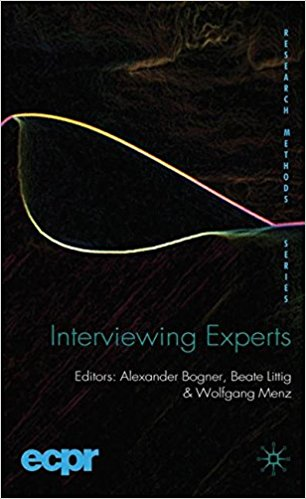 RESEARCH METHODS SERIES
Interviewing Experts
Editors: Alexander Bogner, Beate Littig
& Wolfgang Menz
ecpr